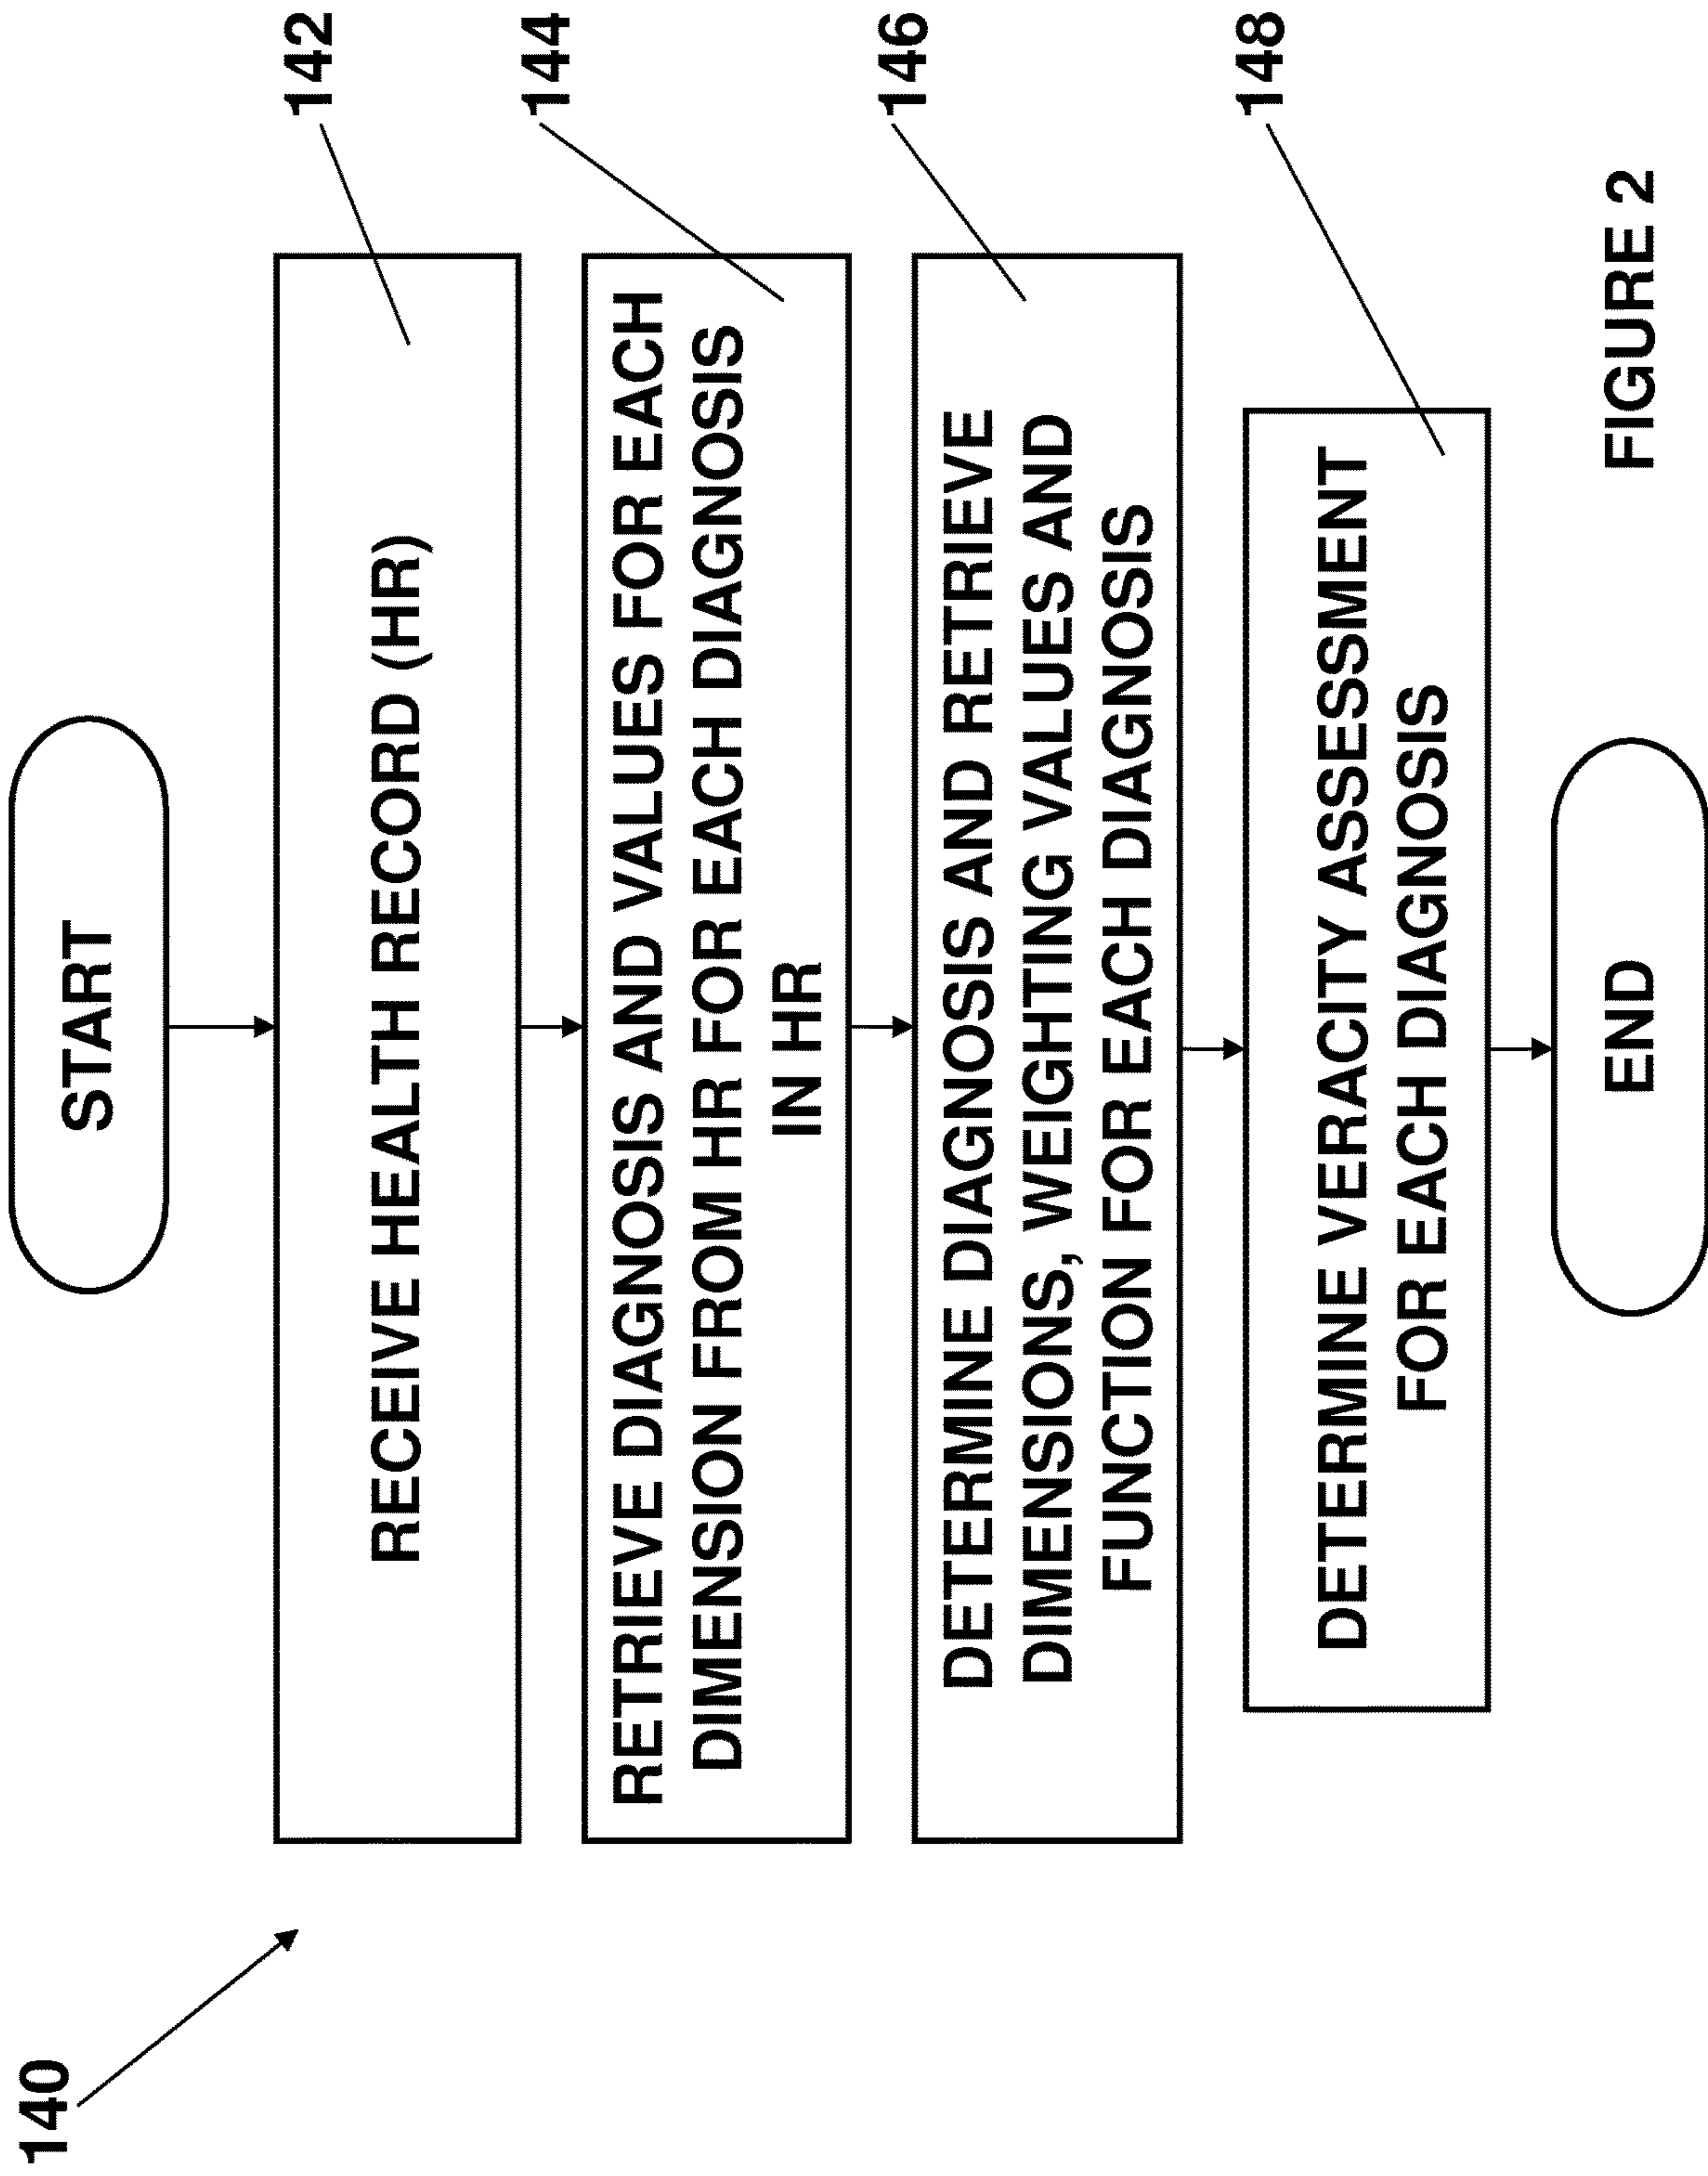 140
START
RECEIVE HEALTH RECORD (HR)
142
RETRIEVE DIAGNOSIS AND VALUES FOR EACH
DIMENSION FROM HR FOR EACH DIAGNOSIS
IN HR
144
DETERMINE DIAGNOSIS AND RETRIEVE
DIMENSIONS, WEIGHTING VALUES AND
FUNCTION FOR EACH DIAGNOSIS
146
DETERMINE VERACITY ASSESSMENT
FOR EACH DIAGNOSIS
148
END
FIGURE 2